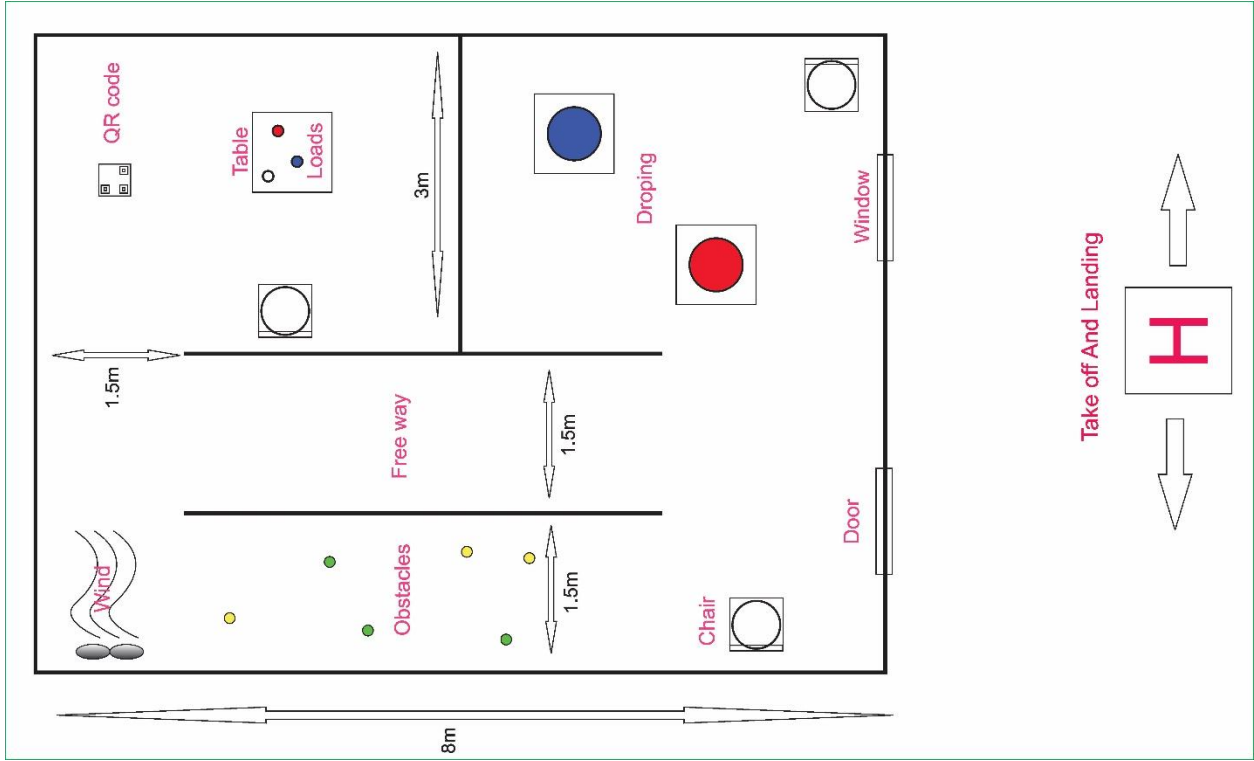 QR code
Table
Loads
3m
Droping
Window
1.5m
Free way
1.5m
Wind
Obstacles
1.5m
Chair
Door
8m
Take off And Landing
H